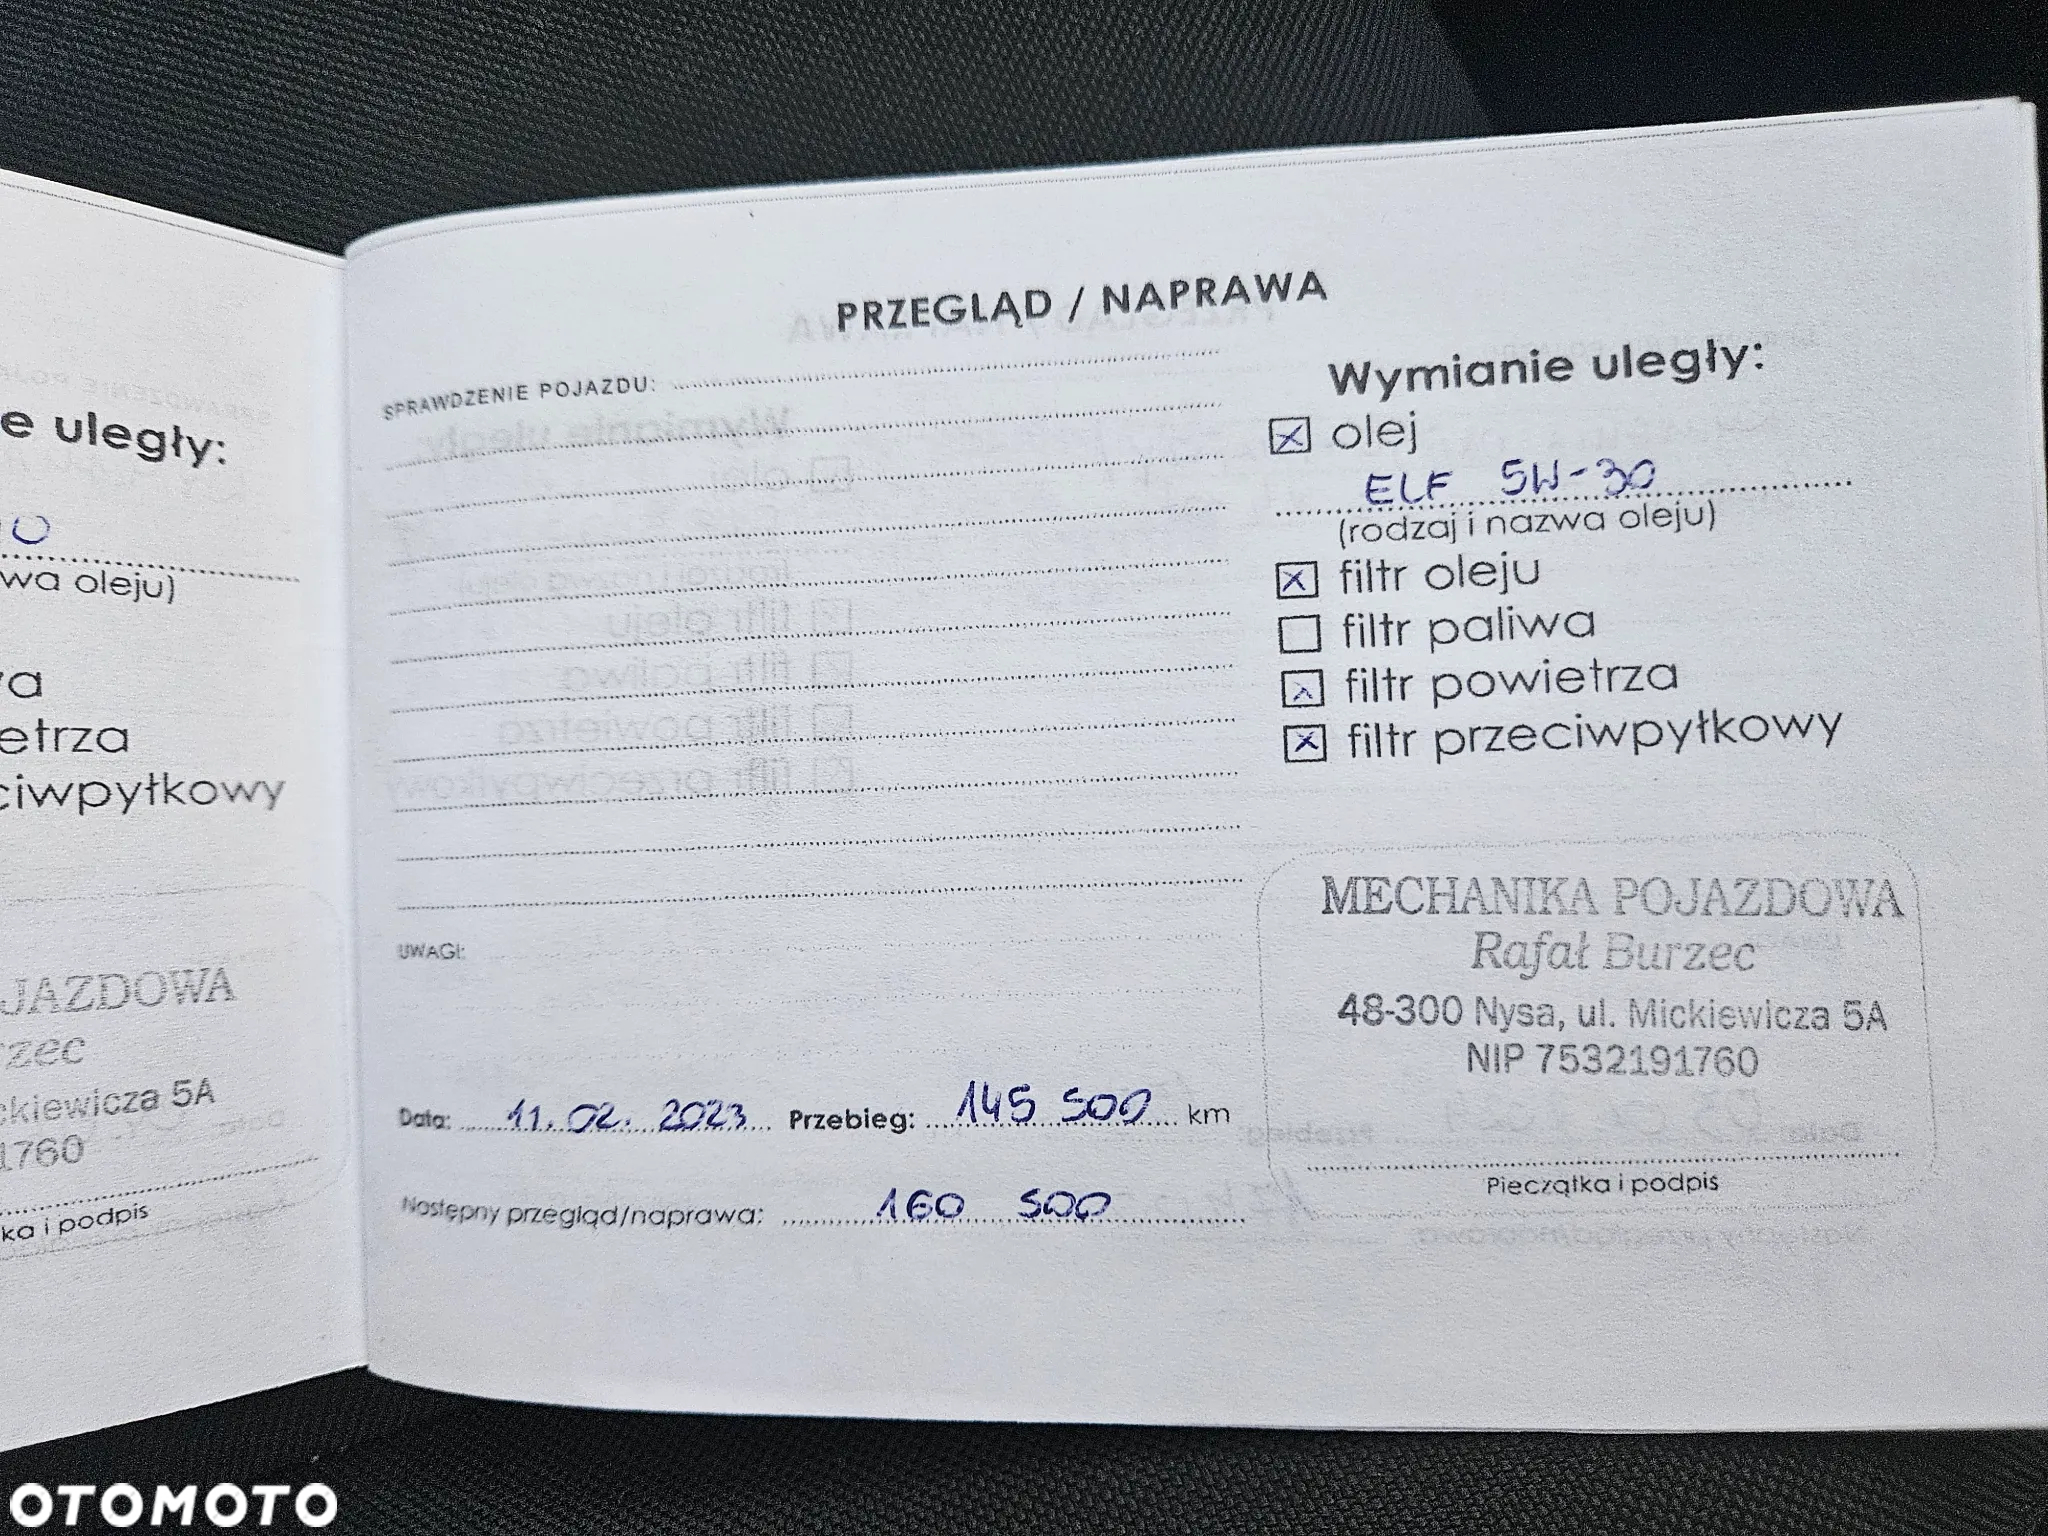 e uległy:
0
wa oleju)
a
etrza
ciwpyłkowy
JAZDOWA
rzec
ckiewicza 5A
1760
ka i podpis
PRZEGLĄD / NAPRAWA
SPRAWDZENIE POJAZDU:
UWAGI:
Data: 11.02.2023 Przebieg: 145 500 km
Następny przegląd/naprawa: 160 500
Wymianie uległy:
olej
ELF 5W-30
(rodzaj i nazwa oleju)
filtr oleju
filtr paliwa
filtr powietrza
filtr przeciwpyłkowy
MECHANIKA POJAZDOWA
Rafał Burzec
48-300 Nysa, ul. Mickiewicza 5A
NIP 7532191760
Pieczątka i podpis
OTOMOTO